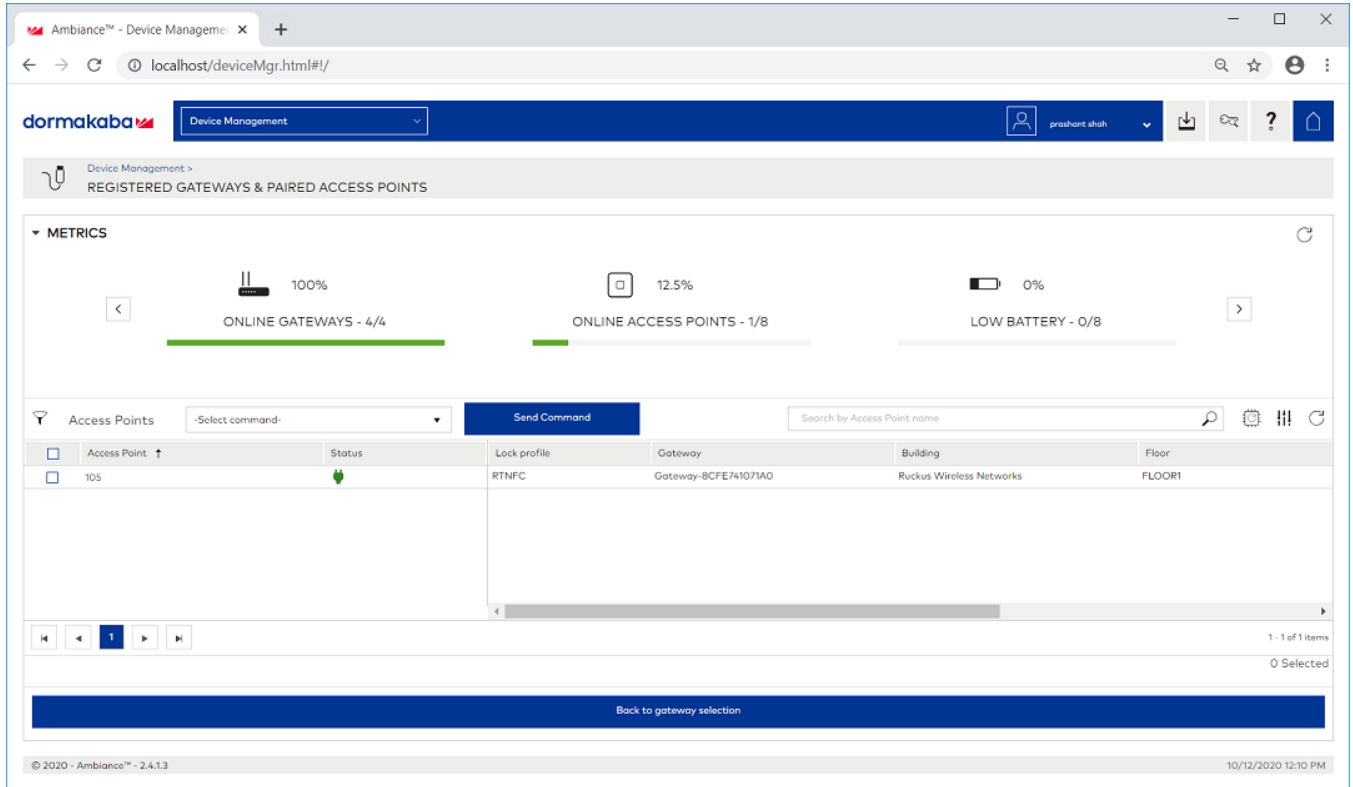 Ambiance™ - Device Managemen
localhost/deviceMgr.html#!/
dormakaba
Device Management
prashant shah
?
Device Management >
REGISTERED GATEWAYS & PAIRED ACCESS POINTS
METRICS
100%
12.5%
0%
ONLINE GATEWAYS - 4/4
ONLINE ACCESS POINTS - 1/8
LOW BATTERY - 0/8
Access Points
-Select command-
Send Command
Search by Access Point name
Access Point
Status
Lock profile
Gateway
Building
Floor
105
RTNFC
Gateway-8CFE741071A0
Ruckus Wireless Networks
FLOOR1
1
1 - 1 of 1 items
0 Selected
Back to gateway selection
© 2020 - Ambiance™ - 2.4.1.3
10/12/2020 12:10 PM